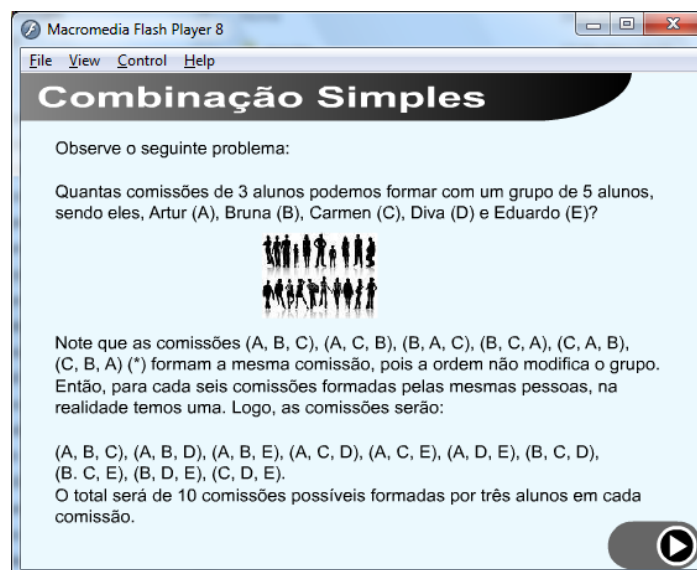 Macromedia Flash Player 8
File View Control Help
Combinação Simples
Observe o seguinte problema:
Quantas comissões de 3 alunos podemos formar com um grupo de 5 alunos,
sendo eles, Artur (A), Bruna (B), Carmen (C), Diva (D) e Eduardo (E)?
Note que as comissões (A, B, C), (A, C, B), (B, A, C), (B, C, A), (C, A, B),
(C, B, A) (*) formam a mesma comissão, pois a ordem não modifica o grupo.
Então, para cada seis comissões formadas pelas mesmas pessoas, na
realidade temos uma. Logo, as comissões serão:
(A, B, C), (A, B, D), (A, B, E), (A, C, D), (A, C, E), (A, D, E), (B, C, D),
(B. C, E), (B, D, E), (C, D, E).
O total será de 10 comissões possíveis formadas por três alunos em cada
comissão.